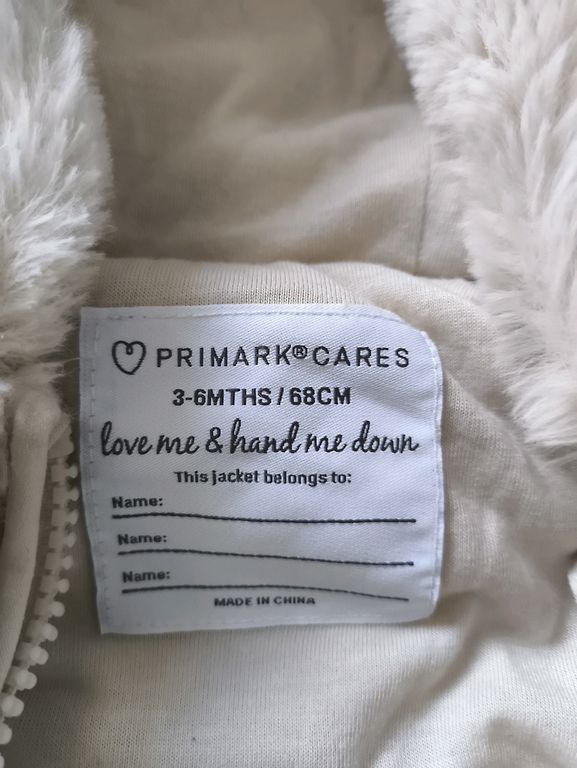 PRIMARK®CARES
3-6MTHS / 68CM
love me & hand me down
This jacket belongs to:
Name:
Name:
Name:
MADE IN CHINA